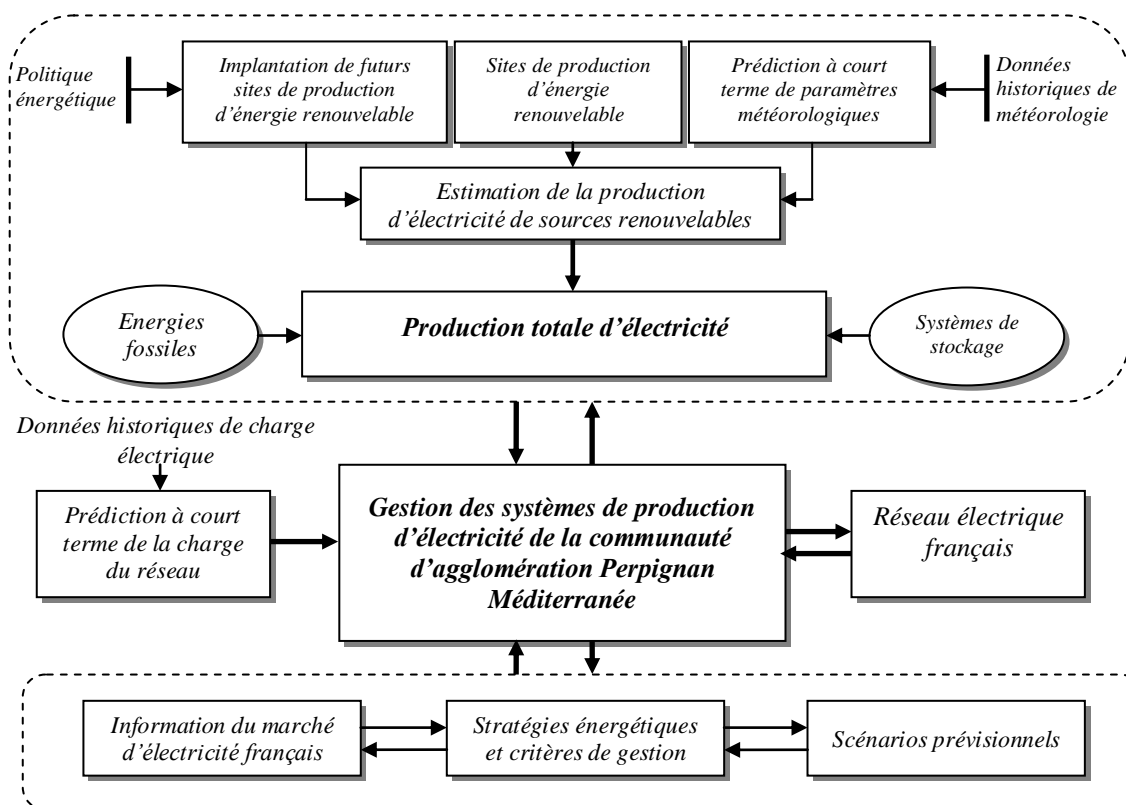 Politique
énergétique
Implantation de futurs
sites de production
d'énergie renouvelable
Sites de production
d'énergie
renouvelable
Prédiction à court
terme de paramètres
météorologiques
Données
historiques de
météorologie
Estimation de la production
d'électricité de sources renouvelables
Energies
fossiles
Production totale d'électricité
Systèmes de
stockage
Données historiques de charge
électrique
Prédiction à court
terme de la charge
du réseau
Gestion des systèmes de production
d'électricité de la communauté
d'agglomération Perpignan
Méditerranée
Réseau électrique
français
Information du marché
d'électricité français
Stratégies énergétiques
et critères de gestion
Scénarios prévisionnels